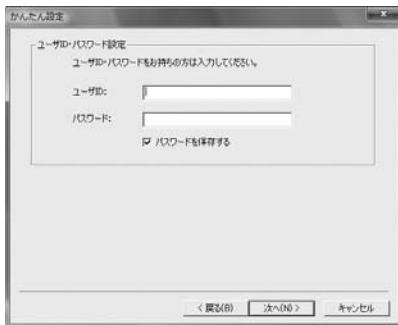 かんたん設定
ユーザID・パスワード設定
ユーザID・パスワードをお持ちの方は入力してください。
ユーザID:
パスワード:
パスワードを保存する
< 戻る(B)
次へ(N) >
キャンセル